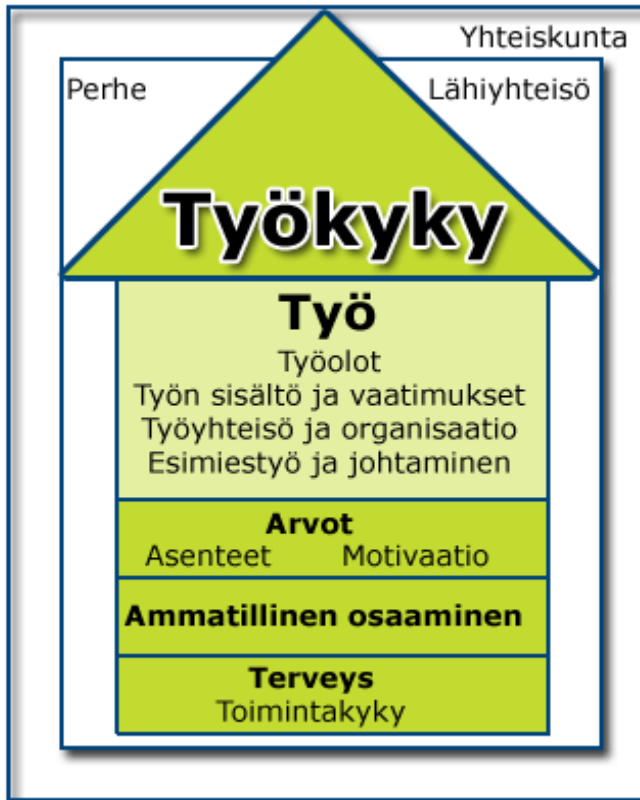 Yhteiskunta
Perhe
Lähiyhteisö
Työkyky
Työ
Työolot
Työn sisältö ja vaatimukset
Työyhteisö ja organisaatio
Esimiestyö ja johtaminen
Arvot
Asenteet Motivaatio
Ammatillinen osaaminen
Terveys
Toimintakyky